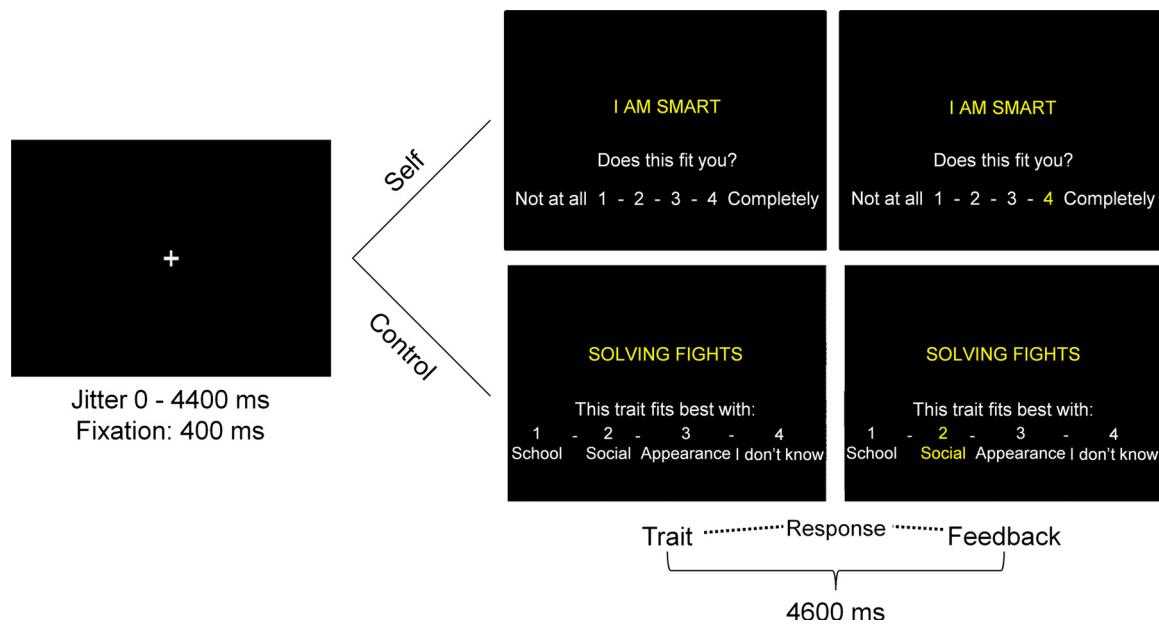 +
Jitter 0 - 4400 ms
Fixation: 400 ms
Self
Control
I AM SMART
Does this fit you?
Not at all 1 - 2 - 3 - 4 Completely
I AM SMART
Does this fit you?
Not at all 1 - 2 - 3 - 4 Completely
SOLVING FIGHTS
This trait fits best with:
1 - 2 - 3 - 4
School Social Appearance I don't know
SOLVING FIGHTS
This trait fits best with:
1 - 2 - 3 - 4
School Social Appearance I don't know
Trait Response Feedback
4600 ms